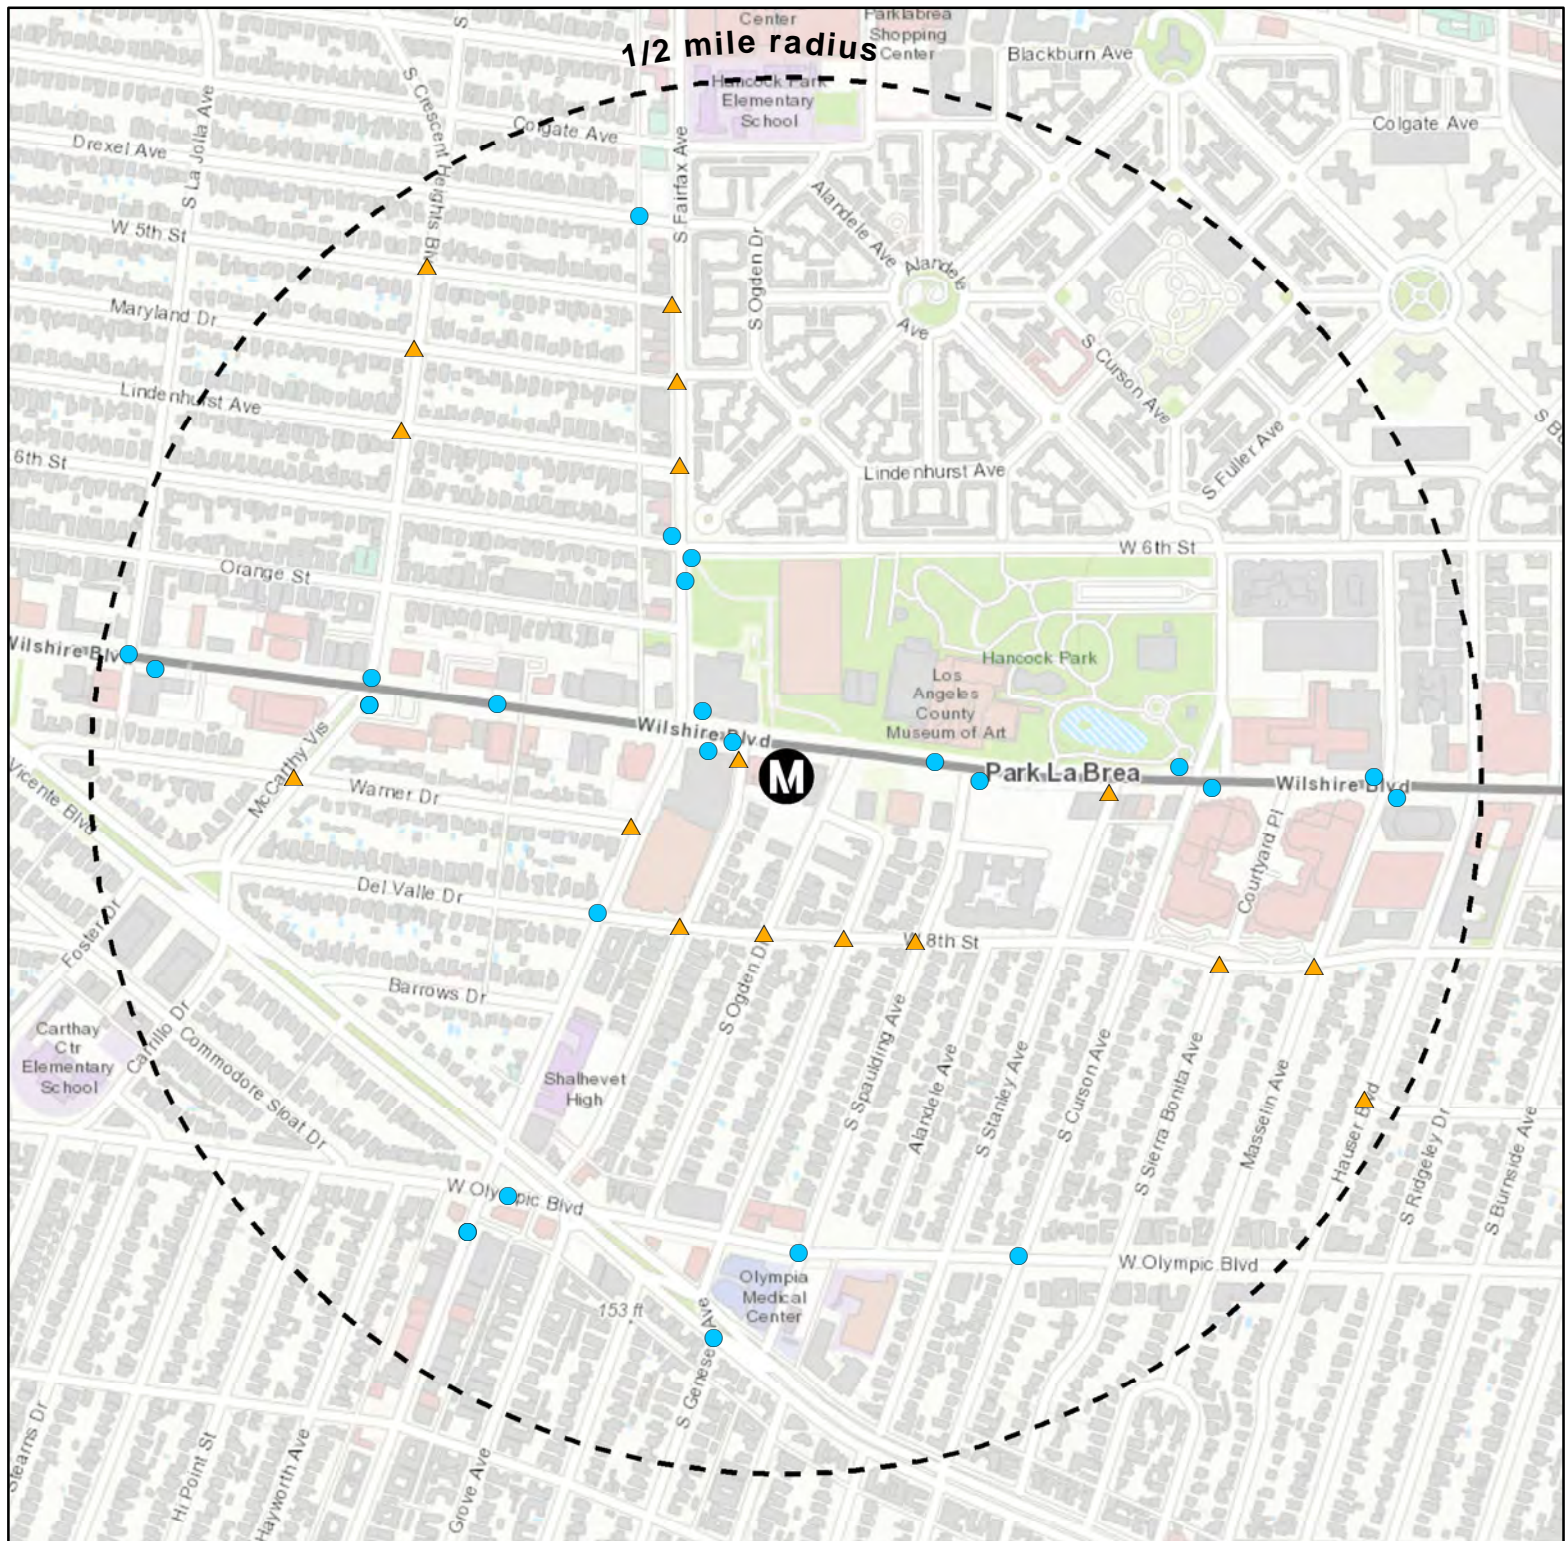 S
Center
Parklabrea
Shopping
Center
1/2 mile radius
Blackburn Ave
Hancock Park
Elementary
School
S La Jolla Ave
S Crescent Heights Blv
Colgate Ave
Colgate Ave
Drexel Ave
S Fairfax Ave
Alandele Ave
Alandele
Ave
W 5th St
S Ogden Dr
Maryland Dr
S Curson Ave
Lindenhurst Ave
S B
6th St
S Fuller Ave
Lindenhurst Ave
W 6th St
Orange St
Wilshire Blvd
Hancock Park
Los
Angeles
County
Museum of Art
Wilshire Blvd
M
Park La Brea
Wilshire Blvd
McCarthy Vis
Vicente Blvd
Warner Dr
Courtyard Pl
Del Valle Dr
Foster Dr
W 8th St
S Ogden Dr
Barrows Dr
Carthay
Ctr
Elementary
School
Carrillo Dr
Commodore Sloat Dr
S Spaulding Ave
Alandele Ave
S Stanley Ave
S Curson Ave
S Sierra Bonita Ave
Masselin Ave
Hauser Blvd
S Ridgeley Dr
S Burnside Ave
Shalhevet
High
W Olympic Blvd
W Olympic Blvd
Olympia
Medical
Center
153 ft
S Genesee Ave
Stearns Dr
Hi Point St
Hayworth Ave
Grove Ave